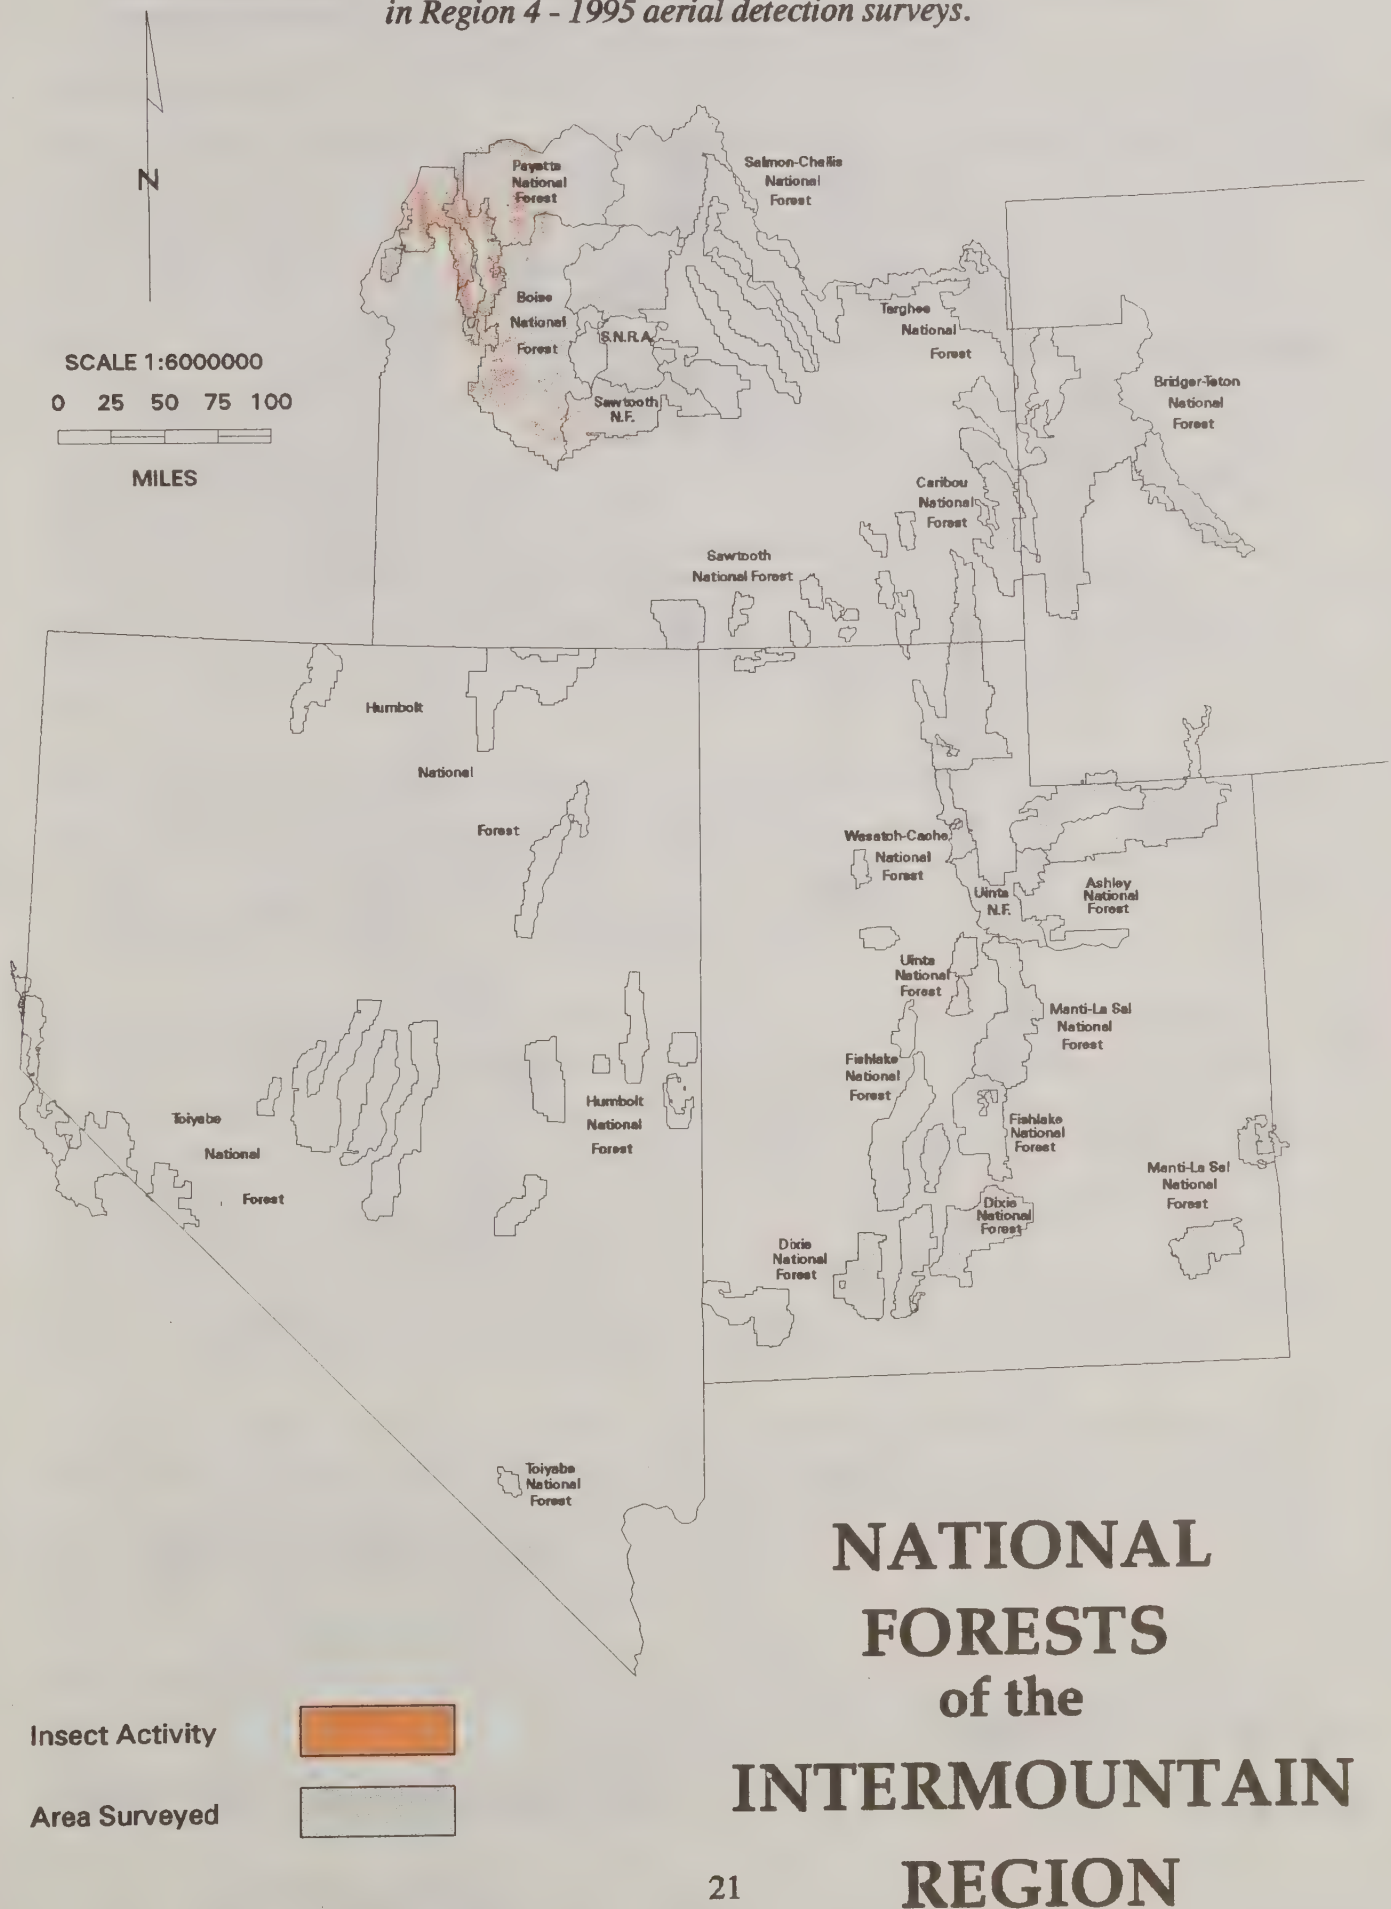 in Region 4 - 1995 aerial detection surveys.
N
SCALE 1:6000000
0 25 50 75 100
MILES
Payette
National
Forest
Salmon-Challis
National
Forest
Boise
National
Forest
S.N.R.A.
Sawtooth
N.F.
Targhee
National
Forest
Bridger-Teton
National
Forest
Caribou
National
Forest
Sawtooth
National Forest
Humbolt
National
Forest
Wasatch-Cache
National
Forest
Uinta
N.F.
Ashley
National
Forest
Uinta
National
Forest
Manti-La Sal
National
Forest
Fishlake
National
Forest
Humbolt
National
Forest
Toiyabe
National
Forest
Fishlake
National
Forest
Manti-La Sal
National
Forest
Dixie
National
Forest
Dixie
National
Forest
Toiyabe
National
Forest
NATIONAL
FORESTS
of the
INTERMOUNTAIN
REGION
Insect Activity
Area Surveyed
21